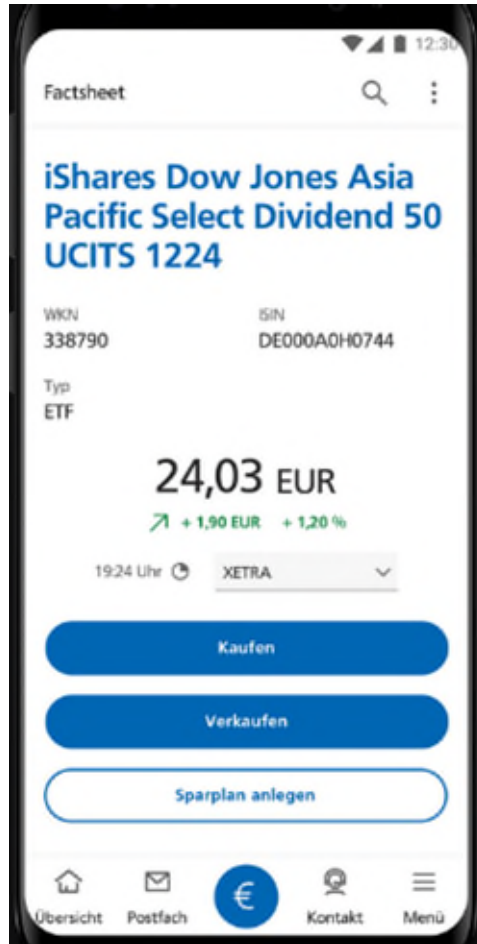 12:30
Factsheet
iShares Dow Jones Asia
Pacific Select Dividend 50
UCITS 1224
WKN ISIN
338790 DE000A0H0744
Typ
ETF
24,03 EUR
+ 1,90 EUR + 1,20 %
19:24 Uhr XETRA
Kaufen
Verkaufen
Sparplan anlegen
€
Übersicht Postfach Kontakt Menü